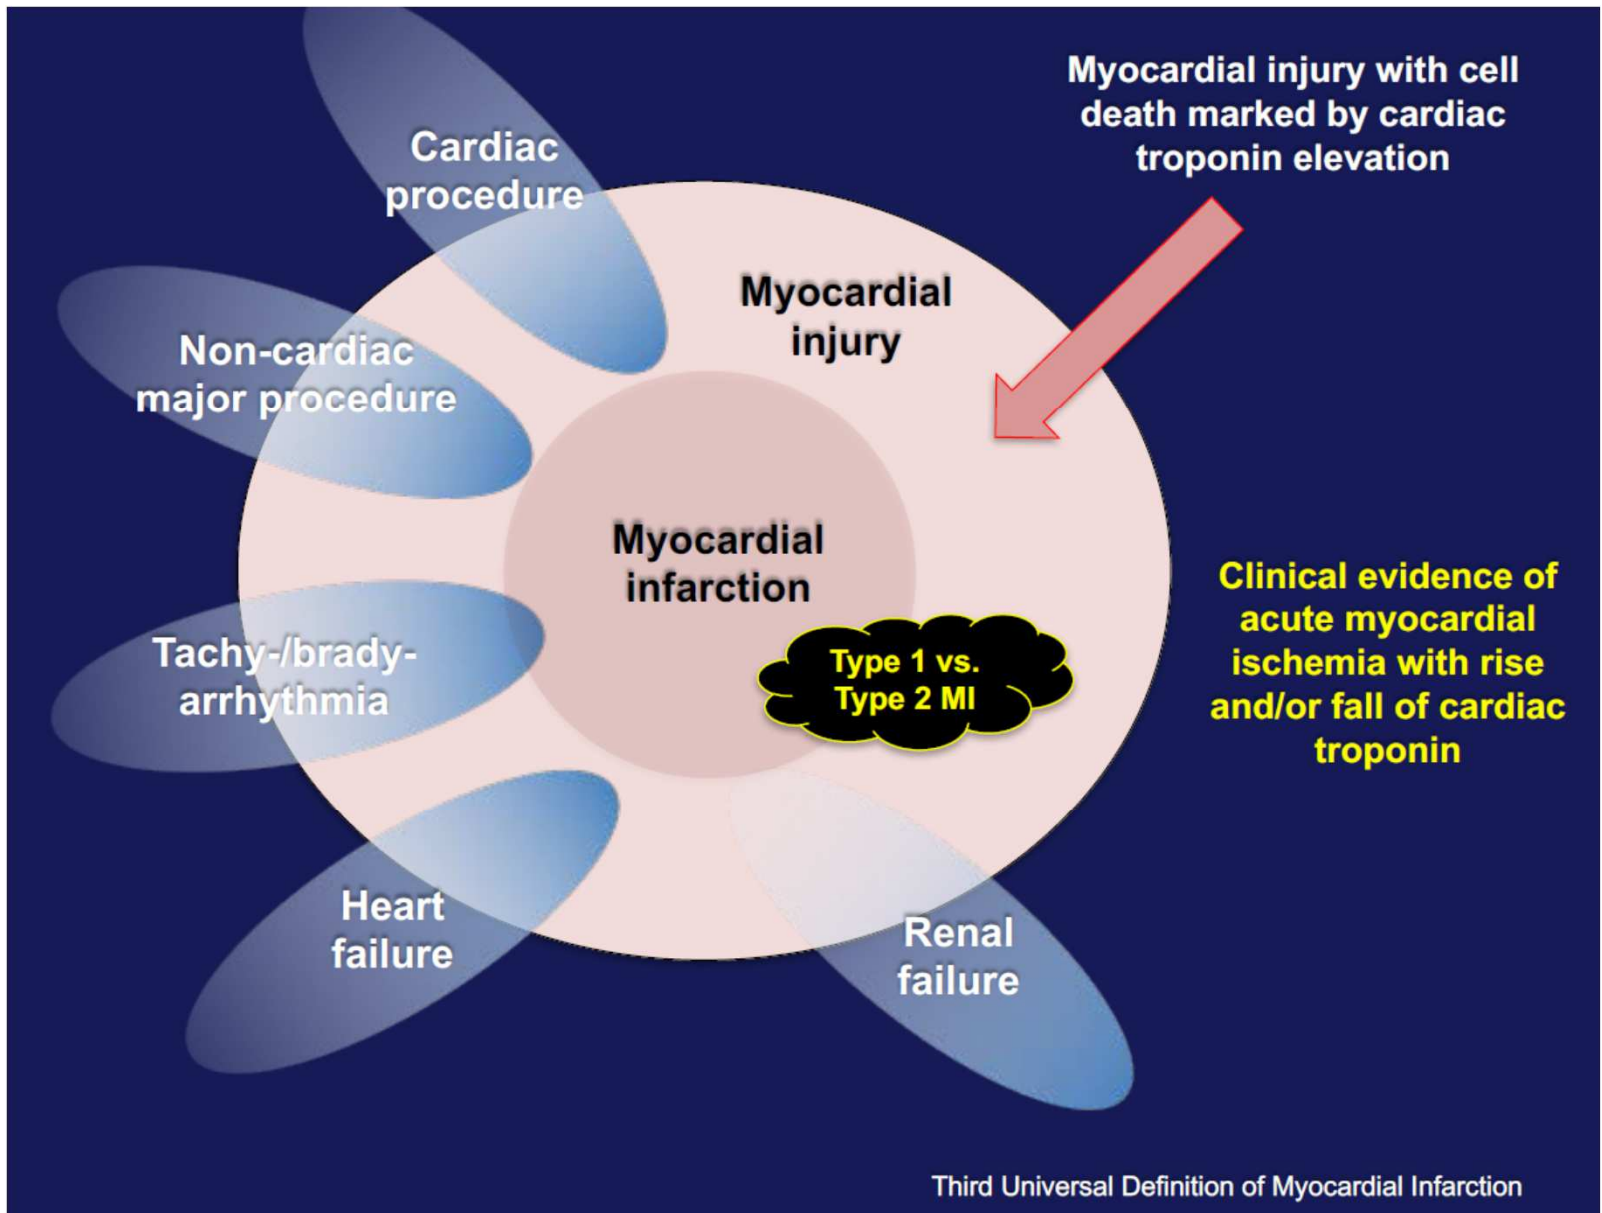 Myocardial injury with cell
death marked by cardiac
troponin elevation
Cardiac
procedure
Myocardial
injury
Non-cardiac
major procedure
Myocardial
infarction
Clinical evidence of
acute myocardial
ischemia with rise
and/or fall of cardiac
troponin
Type 1 vs.
Type 2 MI
Tachy-/brady-
arrhythmia
Heart
failure
Renal
failure
Third Universal Definition of Myocardial Infarction